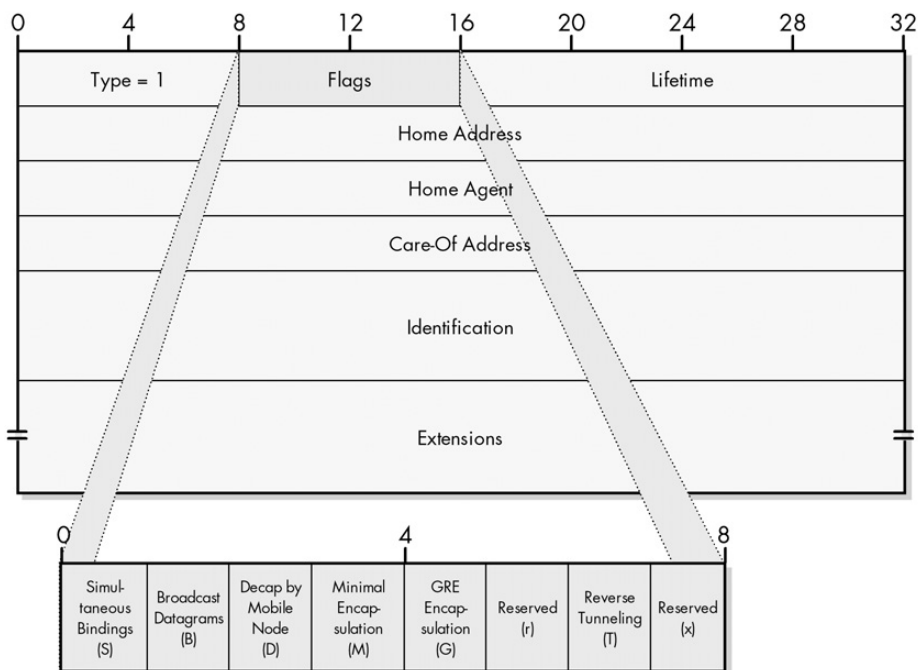 0 4 8 12 16 20 24 28 32
Type = 1 Flags Lifetime
Home Address
Home Agent
Care-Of Address
Identification
Extensions
0 4 8
Simul-
taneous
Bindings
(S)
Broadcast
Datagrams
(B)
Decap by
Mobile
Node
(D)
Minimal
Encap-
sulation
(M)
GRE
Encap-
sulation
(G)
Reserved
(r)
Reverse
Tunneling
(T)
Reserved
(x)